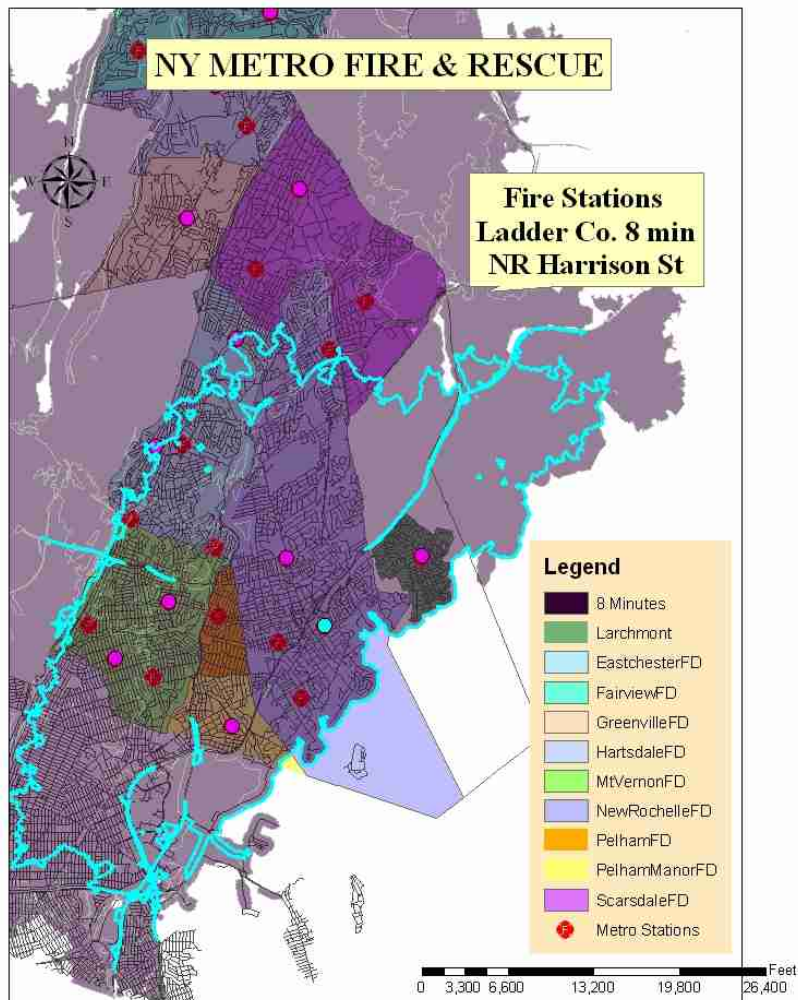 NY METRO FIRE & RESCUE
N
W E
S
Fire Stations
Ladder Co. 8 min
NR Harrison St
Legend
8 Minutes
Larchmont
EastchesterFD
FairviewFD
GreenvilleFD
HartsdaleFD
MtVernonFD
NewRochelleFD
PelhamFD
PelhamManorFD
ScarsdaleFD
F Metro Stations
Feet
0 3,300 6,600 13,200 19,800 26,400